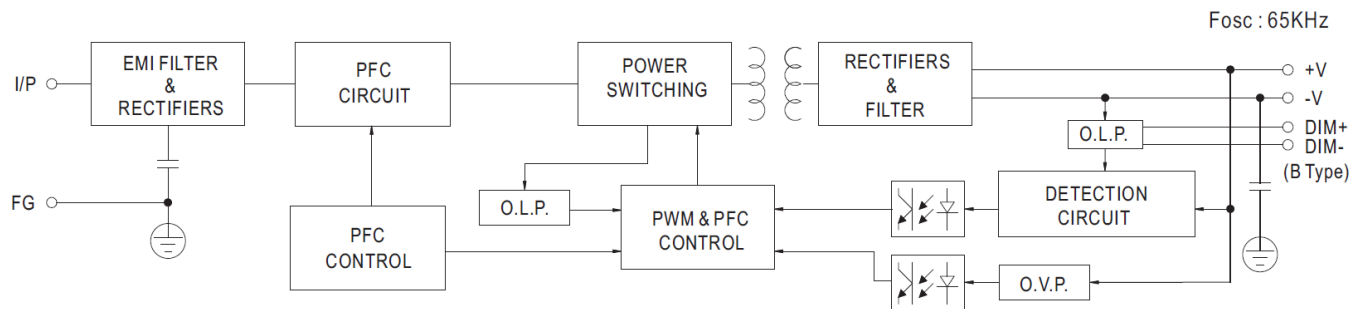 Fosc : 65KHz
I/P
EMI FILTER
&
RECTIFIERS
PFC
CIRCUIT
POWER
SWITCHING
RECTIFIERS
&
FILTER
+V
-V
DIM+
DIM-
(B Type)
O.L.P.
FG
O.L.P.
PFC
CONTROL
PWM & PFC
CONTROL
DETECTION
CIRCUIT
O.V.P.